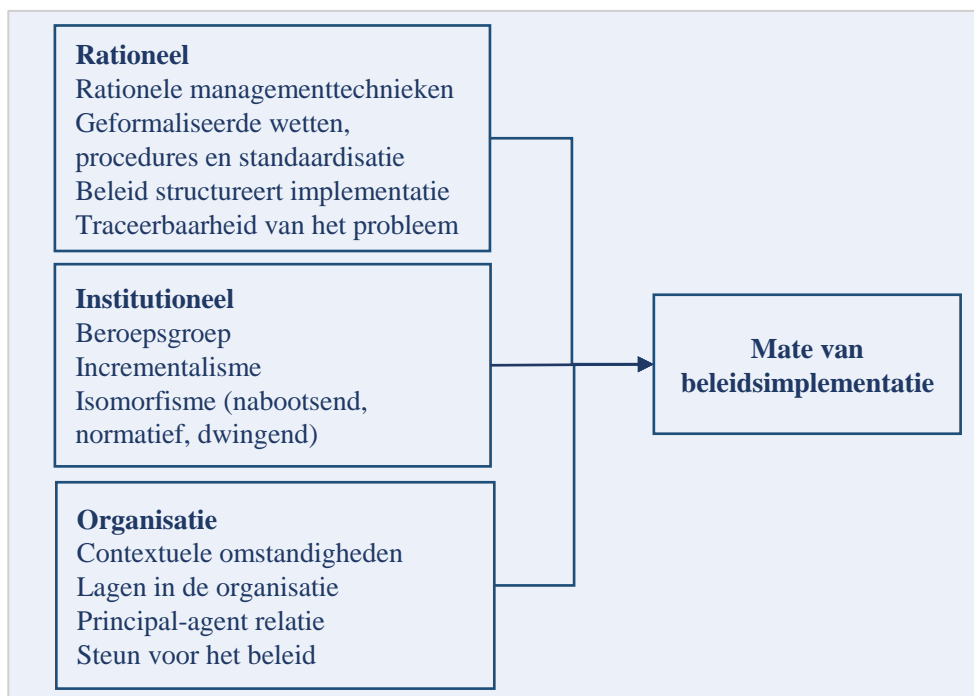 Rationeel
Rationele managementtechnieken
Geformaliseerde wetten,
procedures en standaardisatie
Beleid structureert implementatie
Traceerbaarheid van het probleem
Institutioneel
Beroepsgroep
Incrementalisme
Isomorfisme (nabootsend,
normatief, dwingend)
Organisatie
Contextuele omstandigheden
Lagen in de organisatie
Principal-agent relatie
Steun voor het beleid
Mate van
beleidsimplementatie